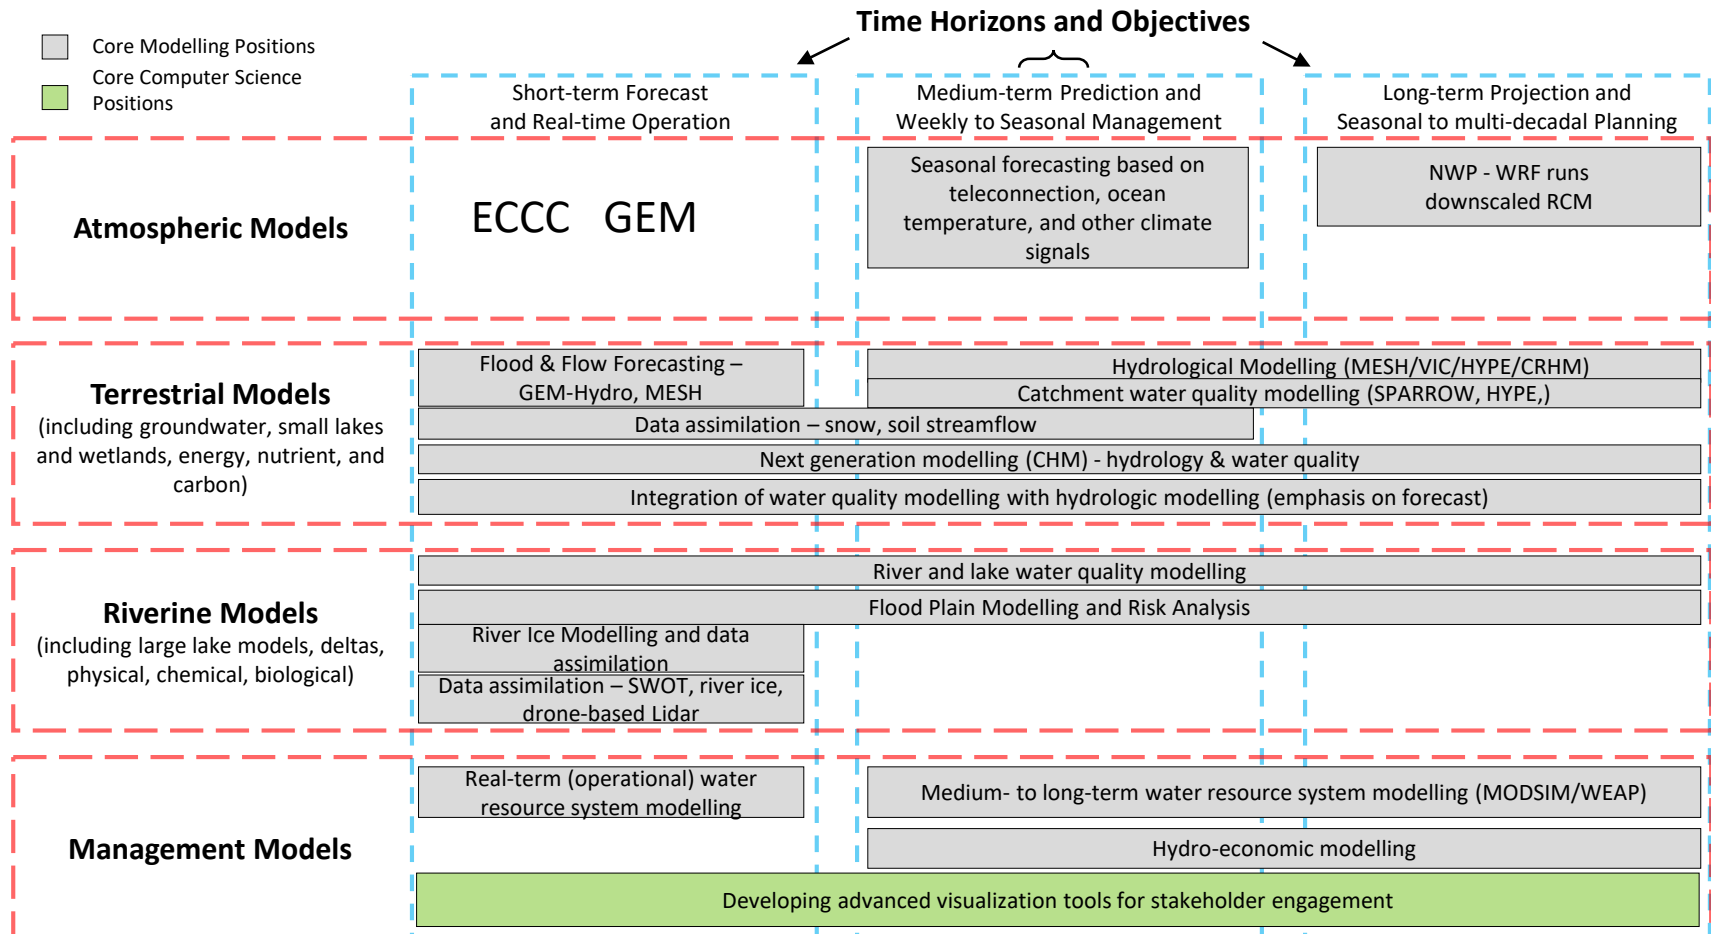 Time Horizons and Objectives
Core Modelling Positions
Core Computer Science
Positions
Short-term Forecast
and Real-time Operation
Medium-term Prediction and
Weekly to Seasonal Management
Long-term Projection and
Seasonal to multi-decadal Planning
Atmospheric Models
ECCC GEM
Seasonal forecasting based on
teleconnection, ocean
temperature, and other climate
signals
NWP - WRF runs
downscaled RCM
Terrestrial Models
(including groundwater, small lakes
and wetlands, energy, nutrient, and
carbon)
Flood & Flow Forecasting –
GEM-Hydro, MESH
Hydrological Modelling (MESH/VIC/HYPE/CRHM)
Catchment water quality modelling (SPARROW, HYPE,)
Data assimilation – snow, soil streamflow
Next generation modelling (CHM) - hydrology & water quality
Integration of water quality modelling with hydrologic modelling (emphasis on forecast)
Riverine Models
(including large lake models, deltas,
physical, chemical, biological)
River and lake water quality modelling
Flood Plain Modelling and Risk Analysis
River Ice Modelling and data
assimilation
Data assimilation – SWOT, river ice,
drone-based Lidar
Management Models
Real-term (operational) water
resource system modelling
Medium- to long-term water resource system modelling (MODSIM/WEAP)
Hydro-economic modelling
Developing advanced visualization tools for stakeholder engagement